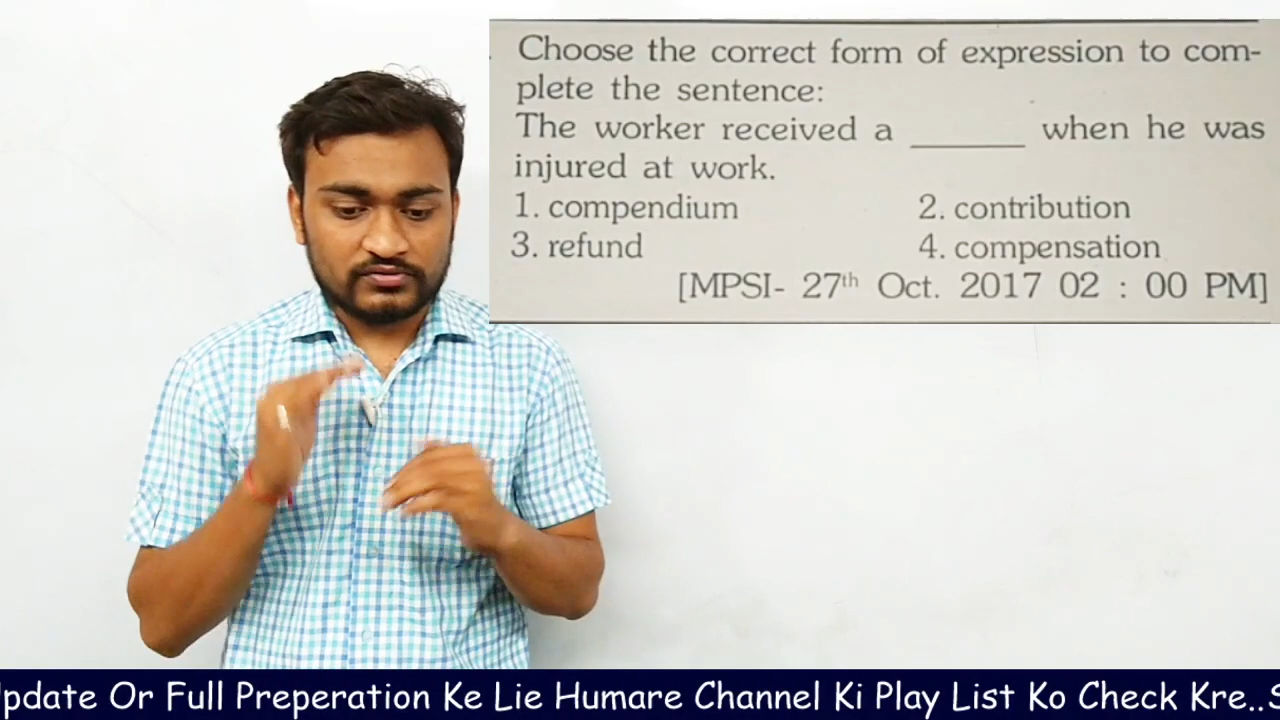 Choose the correct form of expression to com-
plete the sentence:
The worker received a ______ when he was
injured at work.
1. compendium 2. contribution
3. refund 4. compensation
[MPSI- 27th Oct. 2017 02 : 00 PM]
Update Or Full Preperation Ke Lie Humare Channel Ki Play List Ko Check Kre..